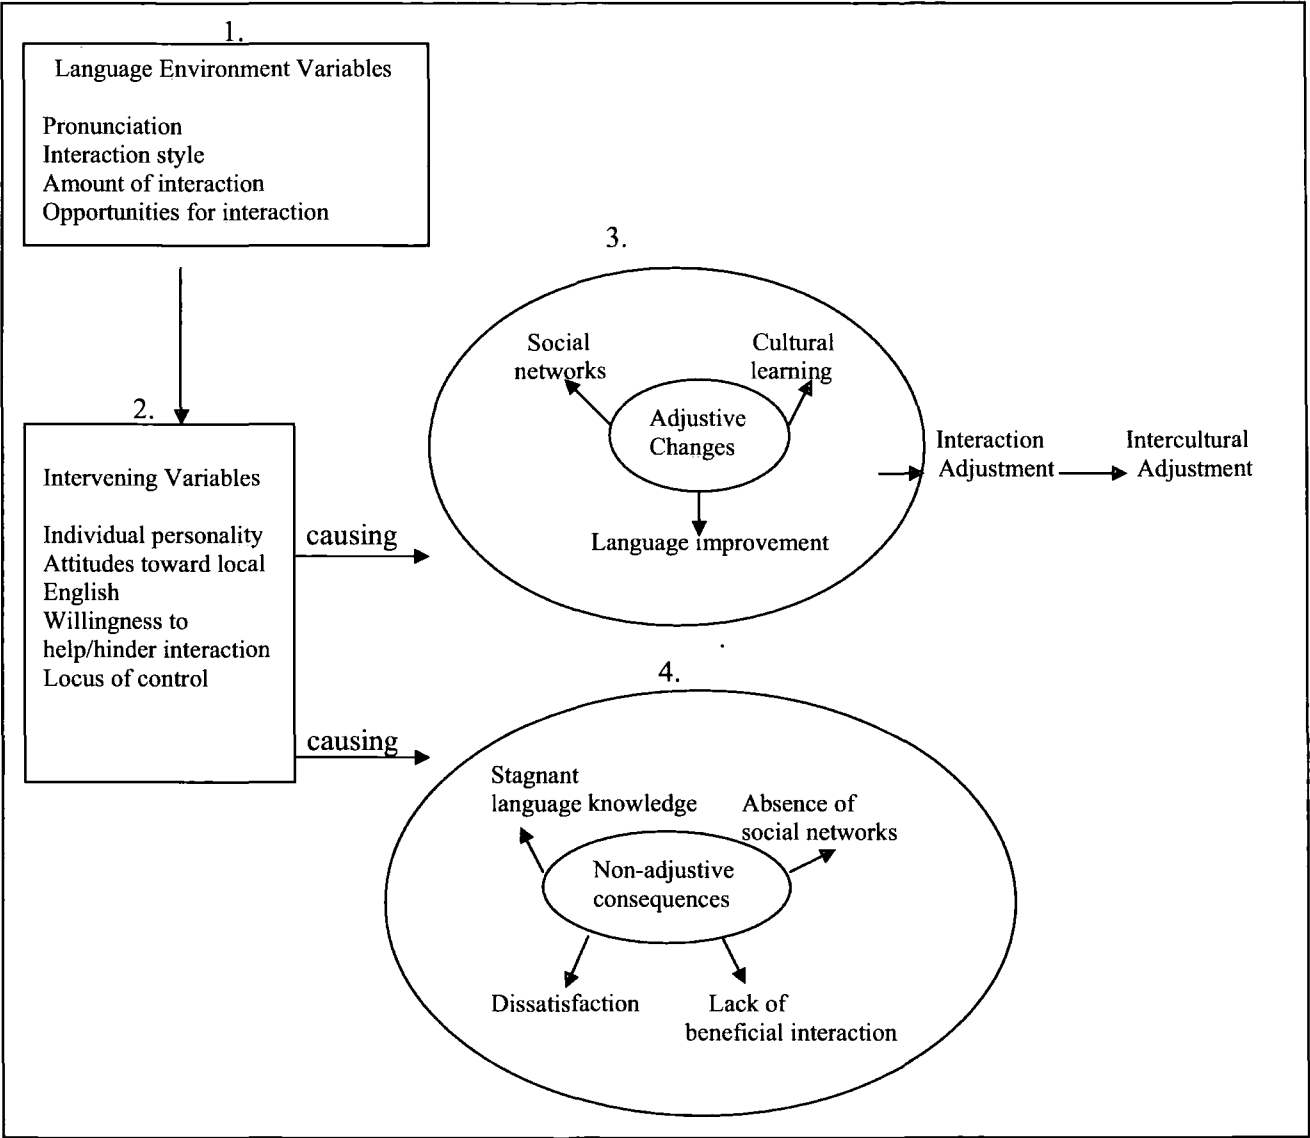 1.
Language Environment Variables
Pronunciation
Interaction style
Amount of interaction
Opportunities for interaction
2.
Intervening Variables
Individual personality
Attitudes toward local
English
Willingness to
help/hinder interaction
Locus of control
causing
causing
3.
Social
networks
Cultural
learning
Adjustive
Changes
Language improvement
Interaction
Adjustment
Intercultural
Adjustment
4.
Stagnant
language knowledge
Absence of
social networks
Non-adjustive
consequences
Dissatisfaction
Lack of
beneficial interaction